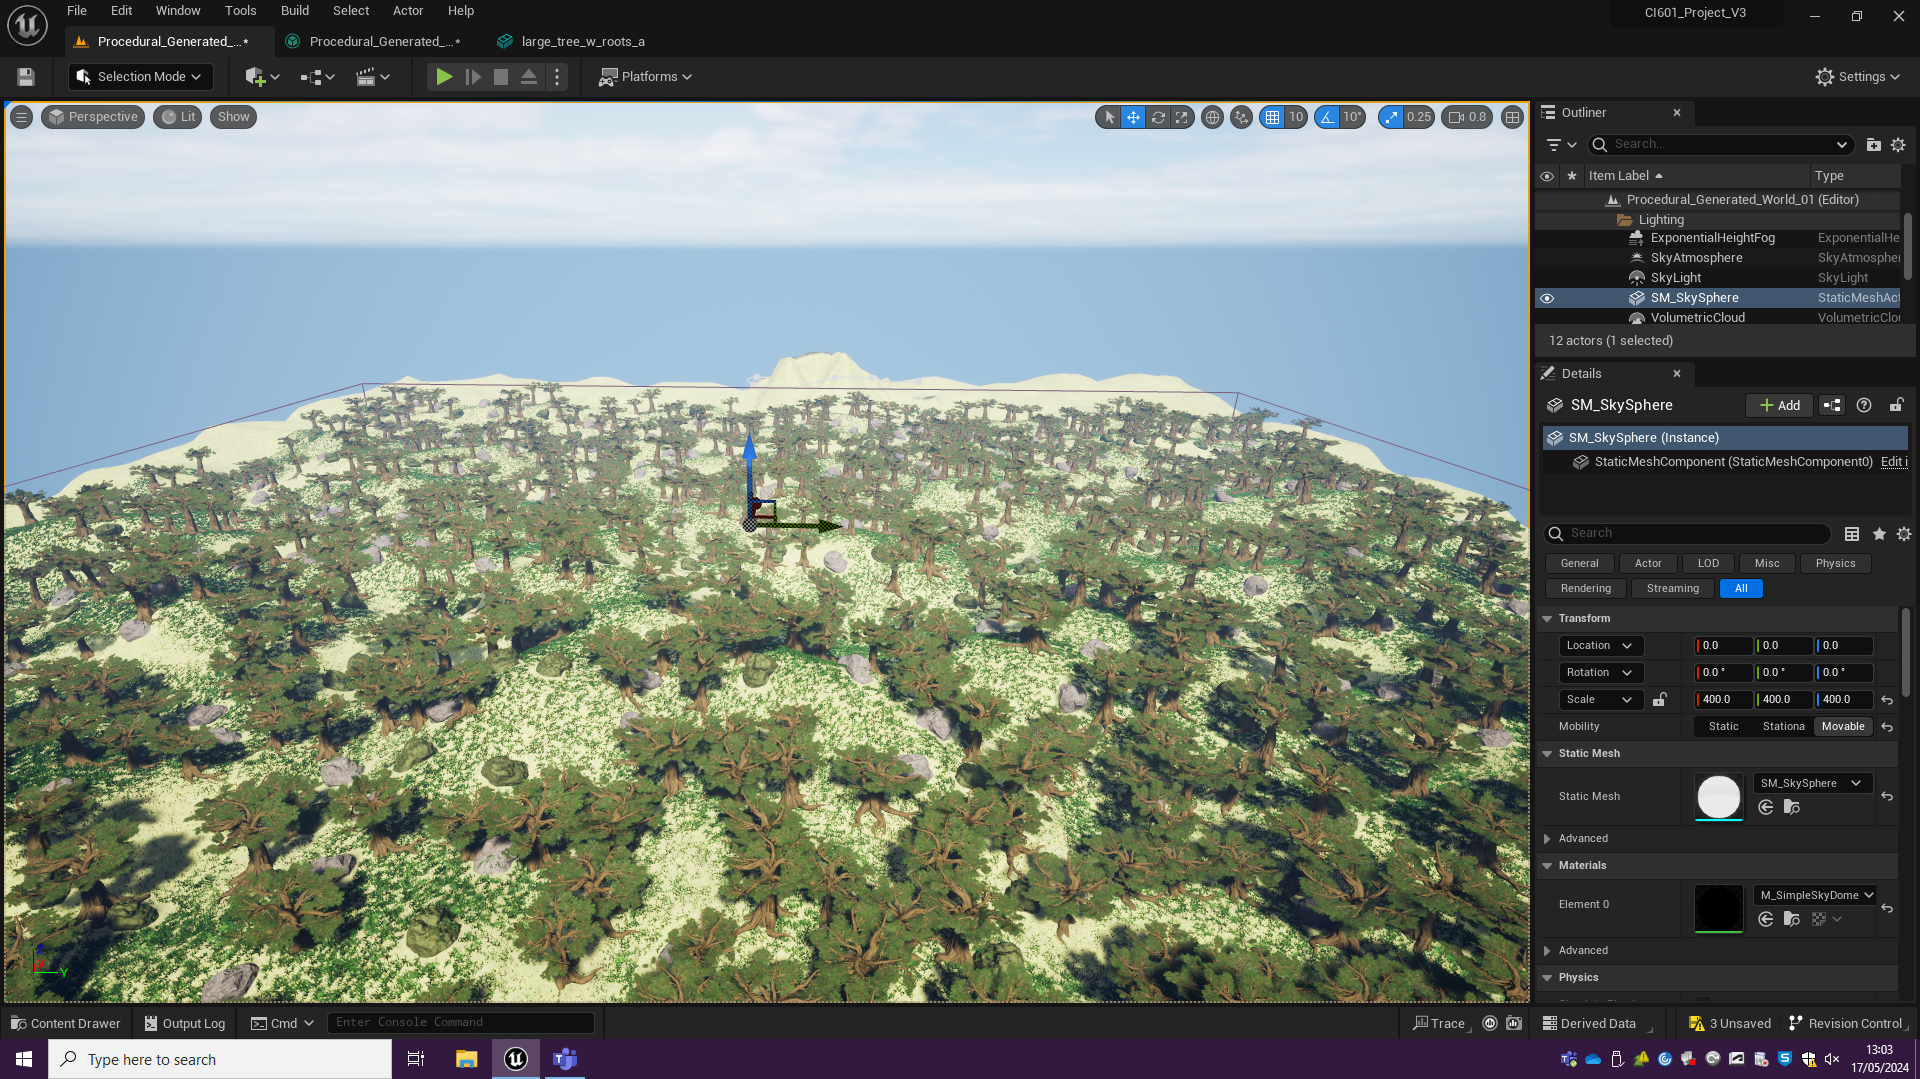 File Edit Window Tools Build Select Actor Help
CI601_Project_V3
Procedural_Generated_...* Procedural_Generated_...* large_tree_w_roots_a
Selection Mode Platforms Settings
Perspective Lit Show 10 10° 0.25 0.8
Outliner
Search...
Item Label Type
Procedural_Generated_World_01 (Editor)
Lighting
ExponentialHeightFog ExponentialHe
SkyAtmosphere SkyAtmospher
SkyLight SkyLight
SM_SkySphere StaticMeshAct
VolumetricCloud VolumetricClou
12 actors (1 selected)
Details
SM_SkySphere Add
SM_SkySphere (Instance)
StaticMeshComponent (StaticMeshComponent0) Edit i
Search
General Actor LOD Misc Physics
Rendering Streaming All
Transform
Location 0.0 0.0 0.0
Rotation 0.0 ° 0.0 ° 0.0 °
Scale 400.0 400.0 400.0
Mobility Static Stationa Movable
Static Mesh
SM_SkySphere
Static Mesh
Advanced
Materials
M_SimpleSkyDome
Element 0
Advanced
Physics
Y
Content Drawer Output Log Cmd Enter Console Command Trace Derived Data 3 Unsaved Revision Control
Type here to search
13:03
17/05/2024